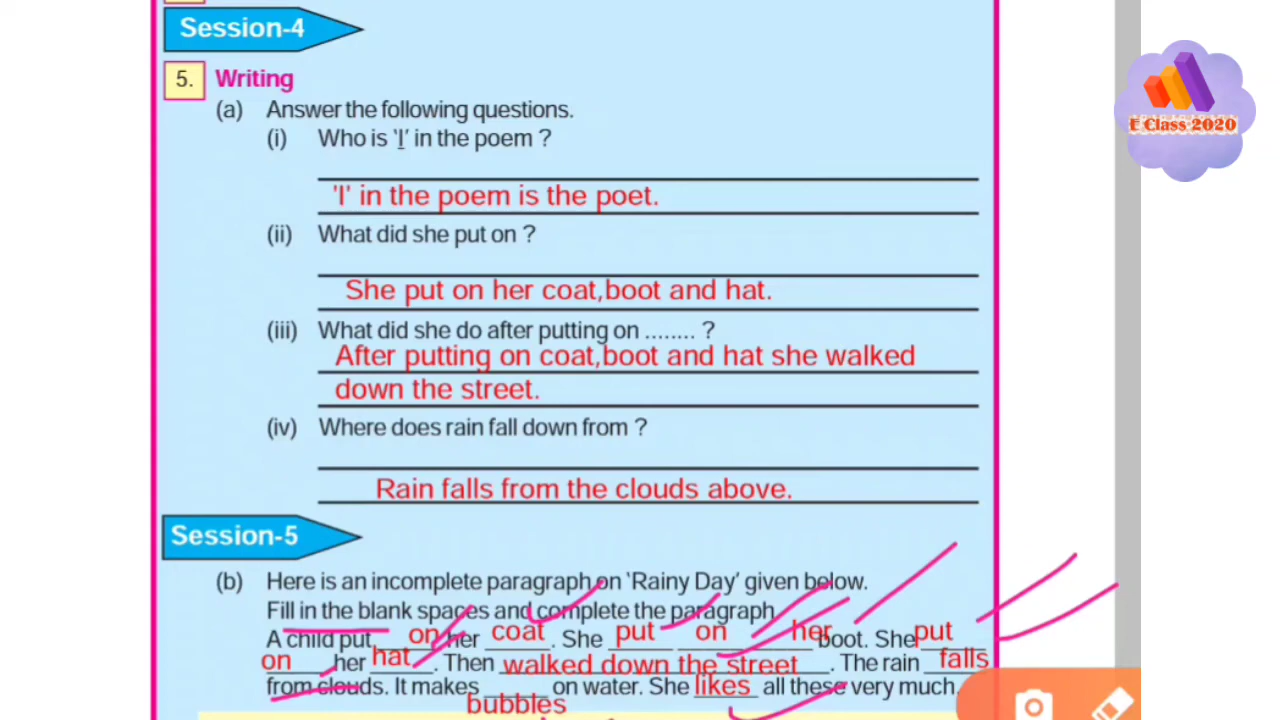 Session-4
5. Writing
(a) Answer the following questions.
(i) Who is 'I' in the poem ?
'I' in the poem is the poet.
(ii) What did she put on ?
She put on her coat,boot and hat.
(iii) What did she do after putting on ........ ?
After putting on coat,boot and hat she walked
down the street.
(iv) Where does rain fall down from ?
Rain falls from the clouds above.
Session-5
(b) Here is an incomplete paragraph on 'Rainy Day' given below.
Fill in the blank spaces and complete the paragraph
A child put on her coat. She put on her boot. She put
on her hat. Then walked down the street. The rain falls
from clouds. It makes bubbles on water. She likes all these very much.
E Class 2020